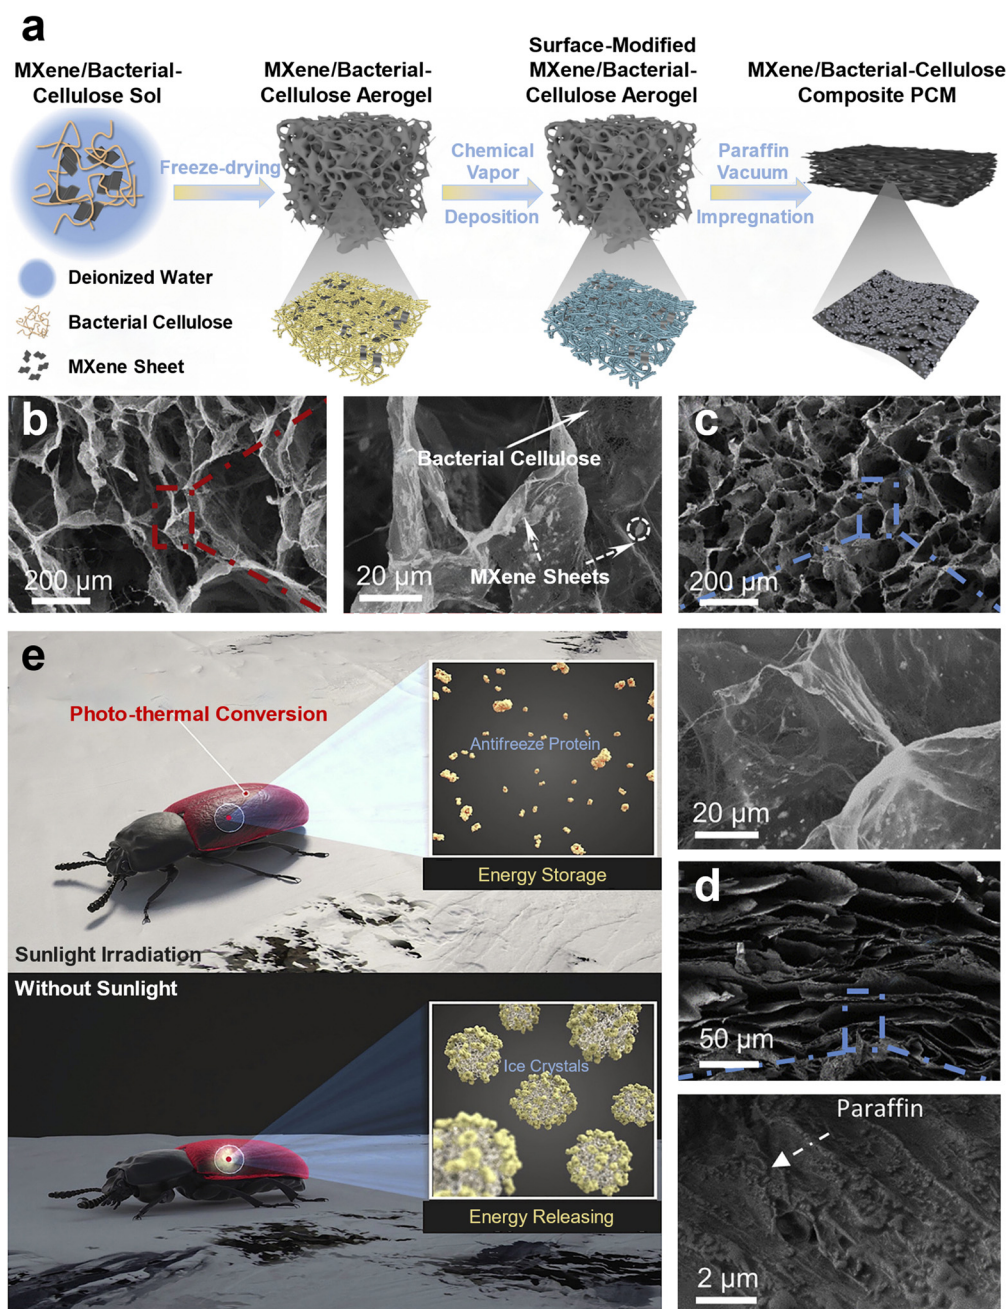 a
MXene/Bacterial-
Cellulose Sol
MXene/Bacterial-
Cellulose Aerogel
Surface-Modified
MXene/Bacterial-
Cellulose Aerogel
MXene/Bacterial-Cellulose
Composite PCM
Freeze-drying
Chemical
Vapor
Deposition
Paraffin
Vacuum
Impregnation
Deionized Water
Bacterial Cellulose
MXene Sheet
b
200 μm
Bacterial Cellulose
MXene Sheets
20 μm
c
200 μm
20 μm
d
50 μm
Paraffin
2 μm
e
Photo-thermal Conversion
Antifreeze Protein
Energy Storage
Sunlight Irradiation
Without Sunlight
Ice Crystals
Energy Releasing